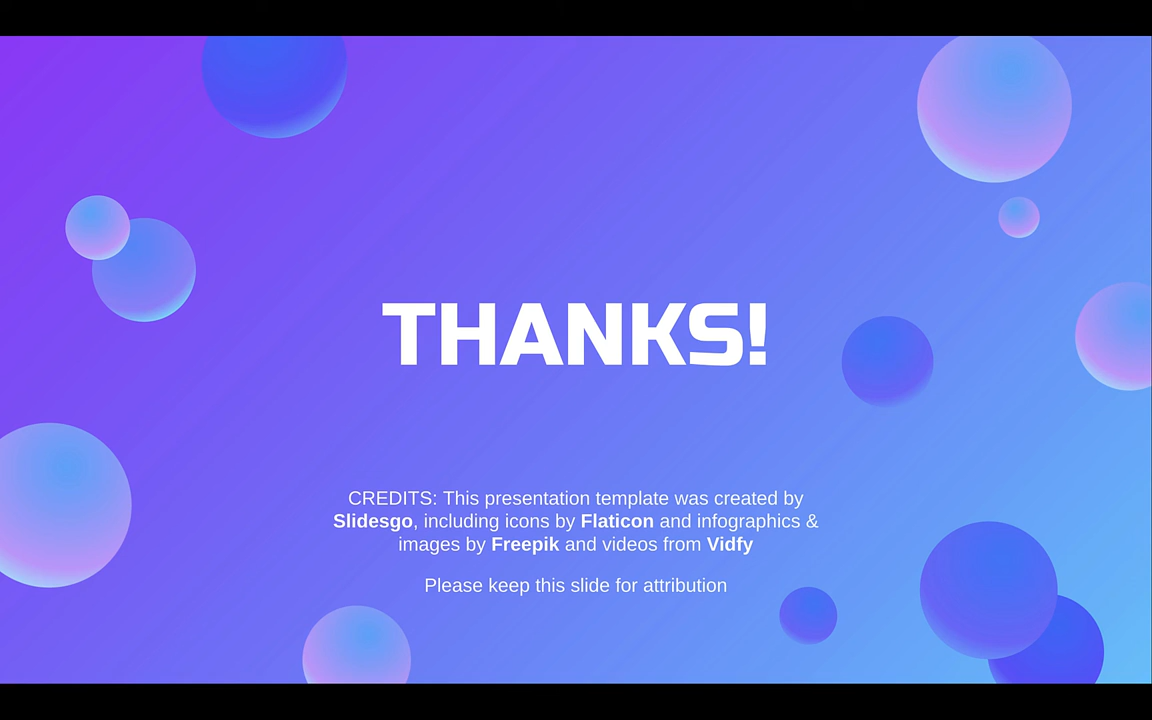 THANKS!
CREDITS: This presentation template was created by
Slidesgo, including icons by Flaticon and infographics &
images by Freepik and videos from Vidfy
Please keep this slide for attribution